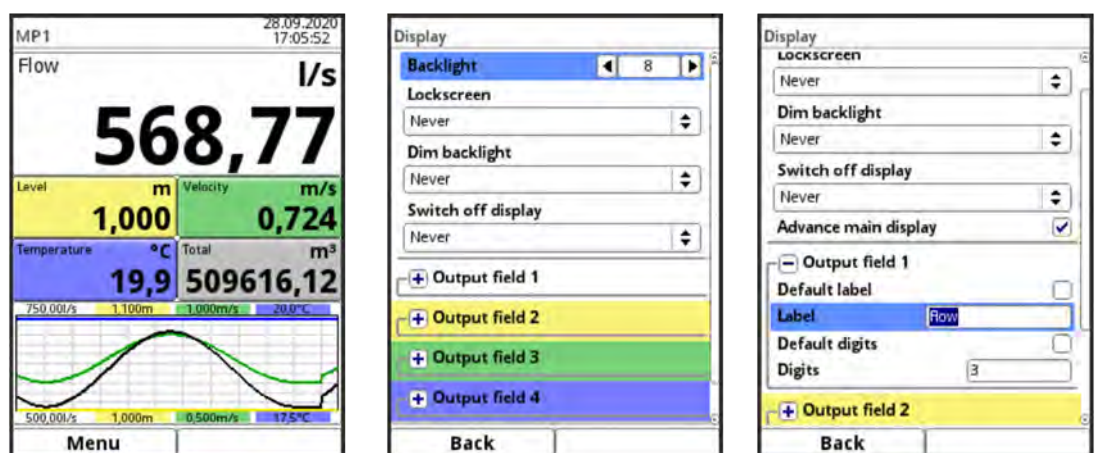 MP1
28.09.2020
17:05:52
Flow
l/s
568,77
Level m
1,000
Velocity m/s
0,724
Temperature °C
19,9
Total m³
509616,12
750,00l/s 1,100m 1,000m/s 20,0°C
500,00l/s 1,000m 0,500m/s 17,5°C
Menu
Display
Backlight 8
Lockscreen
Never
Dim backlight
Never
Switch off display
Never
+ Output field 1
+ Output field 2
+ Output field 3
+ Output field 4
Back
Display
Lockscreen
Never
Dim backlight
Never
Switch off display
Never
Advance main display
- Output field 1
Default label
Label Row
Default digits
Digits 3
+ Output field 2
Back